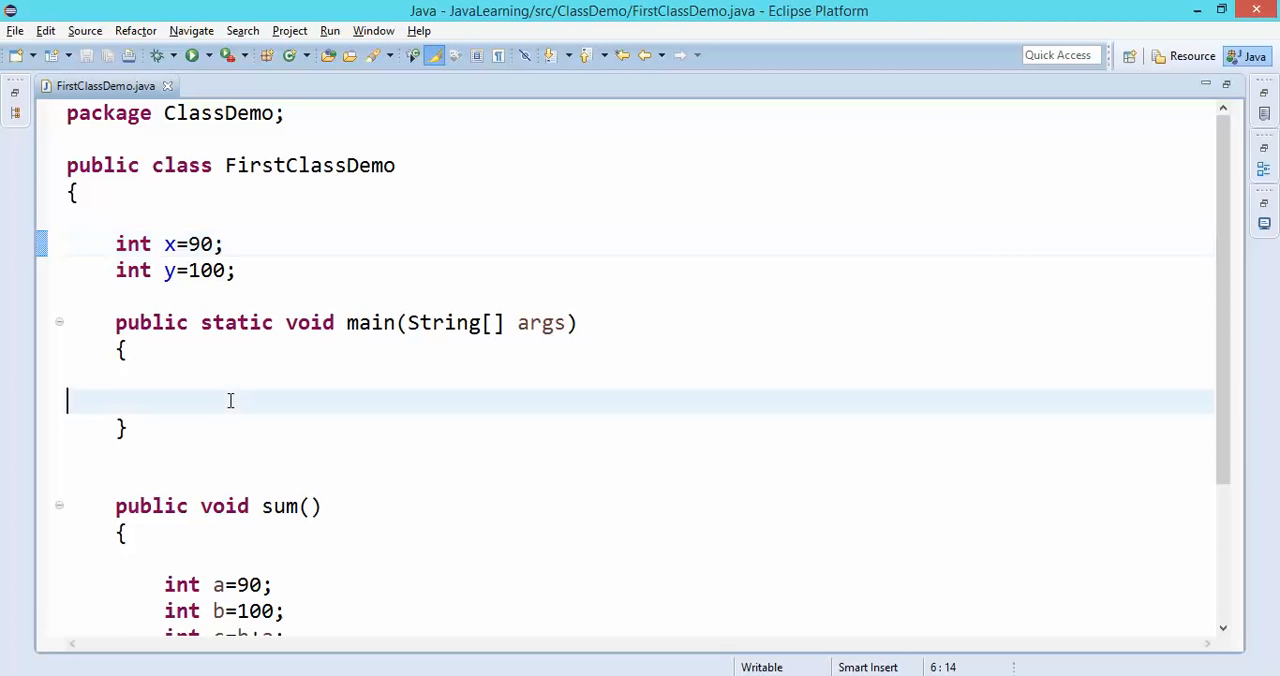 Java - JavaLearning/src/ClassDemo/FirstClassDemo.java - Eclipse Platform
File Edit Source Refactor Navigate Search Project Run Window Help
Quick Access Resource Java
FirstClassDemo.java
package ClassDemo;
public class FirstClassDemo
{
int x=90;
int y=100;
public static void main(String[] args)
{
}
public void sum()
{
int a=90;
int b=100;
int c=b+a;
Writable Smart Insert 6 : 14